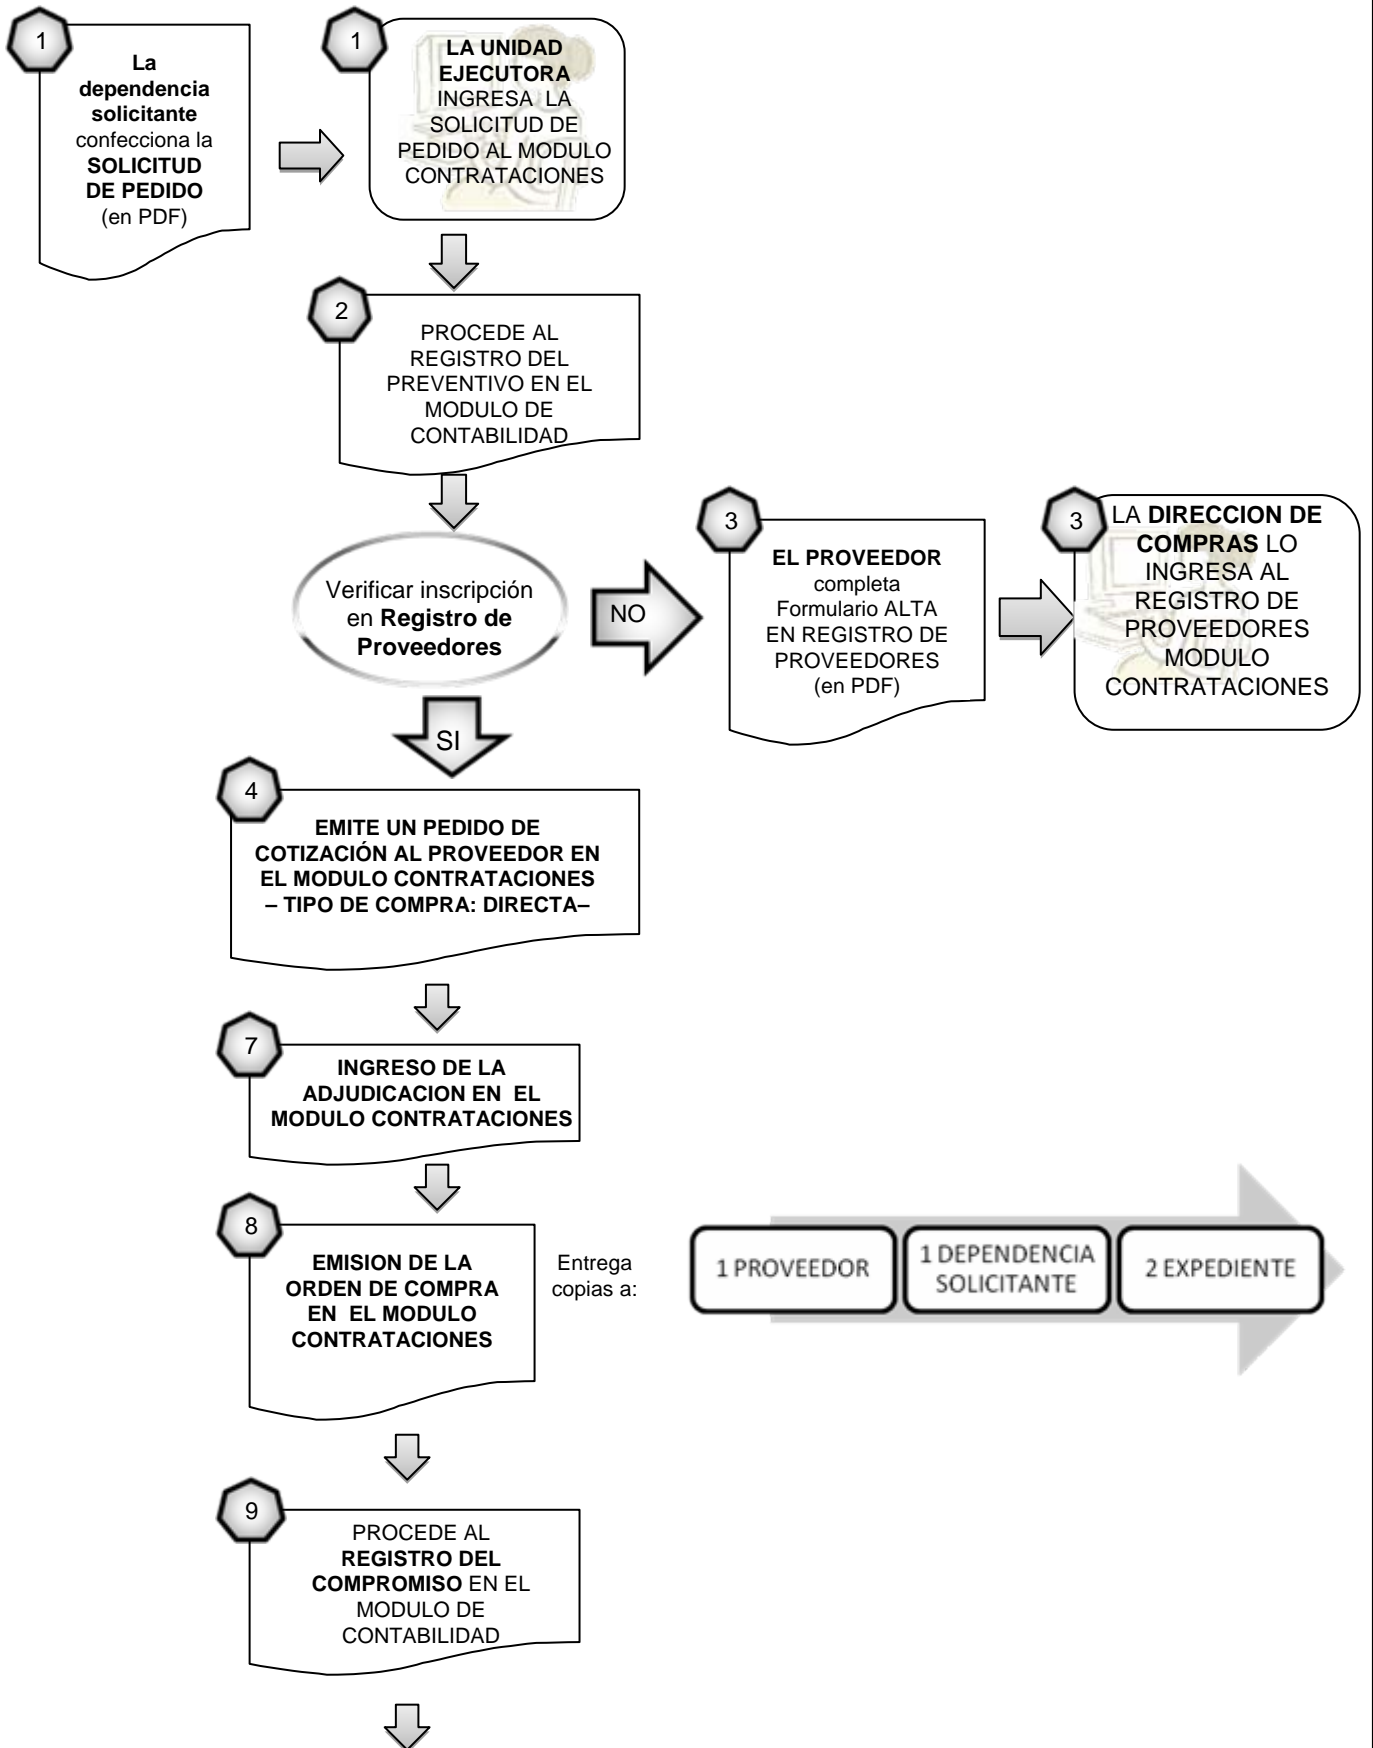 1
La
dependencia
solicitante
confecciona la
SOLICITUD
DE PEDIDO
(en PDF)
1
LA UNIDAD
EJECUTORA
INGRESA LA
SOLICITUD DE
PEDIDO AL MODULO
CONTRATACIONES
2
PROCEDE AL
REGISTRO DEL
PREVENTIVO EN EL
MODULO DE
CONTABILIDAD
Verificar inscripción
en Registro de
Proveedores
NO
3
EL PROVEEDOR
completa
Formulario ALTA
EN REGISTRO DE
PROVEEDORES
(en PDF)
3
LA DIRECCION DE
COMPRAS LO
INGRESA AL
REGISTRO DE
PROVEEDORES
MODULO
CONTRATACIONES
SI
4
EMITE UN PEDIDO DE
COTIZACIÓN AL PROVEEDOR EN
EL MODULO CONTRATACIONES
– TIPO DE COMPRA: DIRECTA–
7
INGRESO DE LA
ADJUDICACION EN EL
MODULO CONTRATACIONES
8
EMISION DE LA
ORDEN DE COMPRA
EN EL MODULO
CONTRATACIONES
Entrega
copias a:
1 PROVEEDOR
1 DEPENDENCIA
SOLICITANTE
2 EXPEDIENTE
9
PROCEDE AL
REGISTRO DEL
COMPROMISO EN EL
MODULO DE
CONTABILIDAD